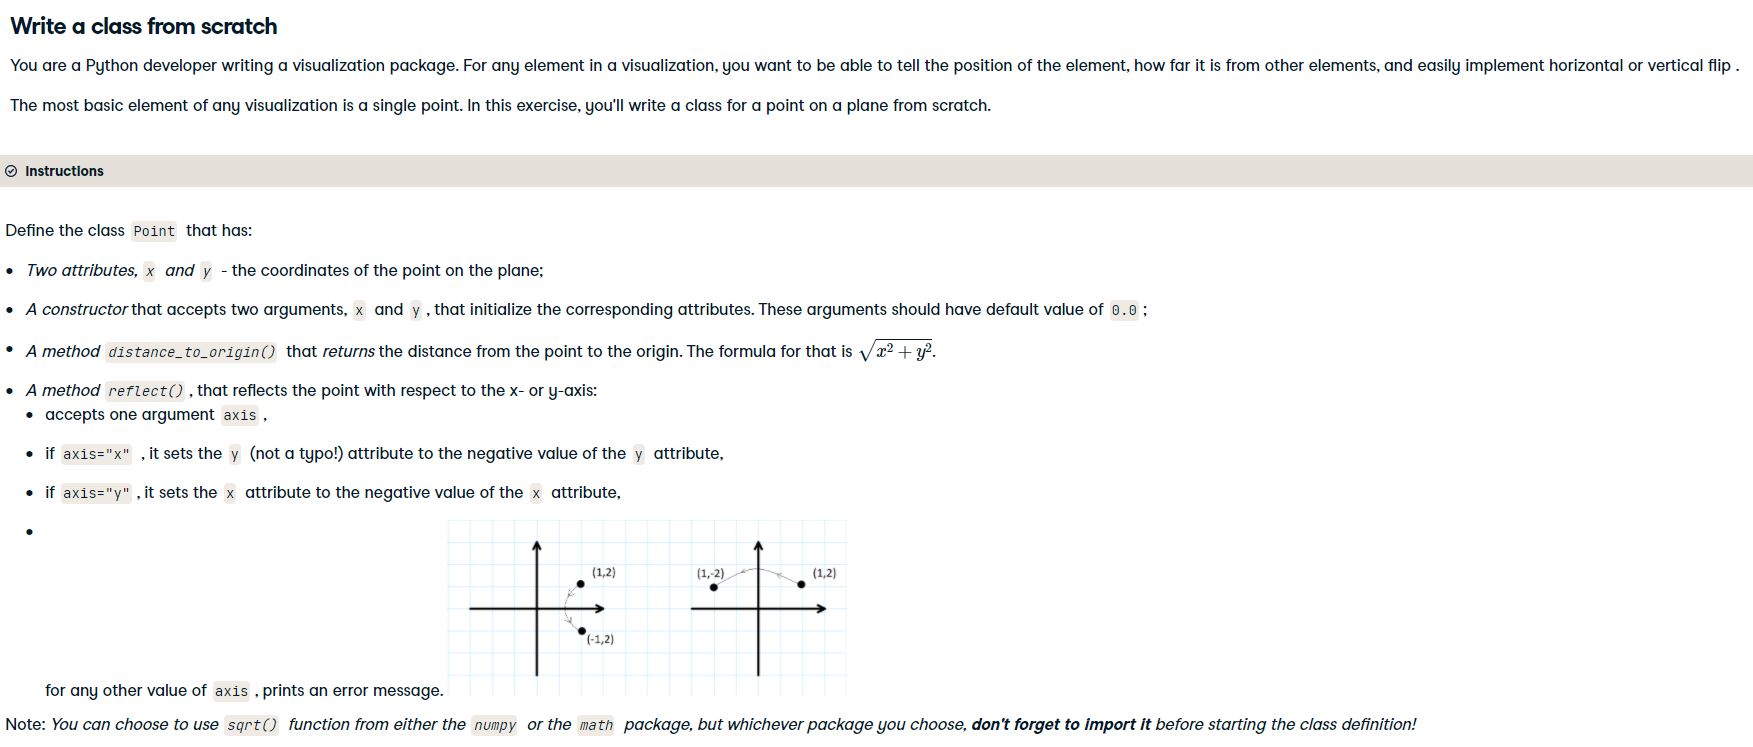 Write a class from scratch
You are a Python developer writing a visualization package. For any element in a visualization, you want to be able to tell the position of the element, how far it is from other elements, and easily implement horizontal or vertical flip .
The most basic element of any visualization is a single point. In this exercise, you'll write a class for a point on a plane from scratch.
Instructions
Define the class Point that has:
• Two attributes, x and y - the coordinates of the point on the plane;
• A constructor that accepts two arguments, x and y , that initialize the corresponding attributes. These arguments should have default value of 0.0 ;
• A method distance_to_origin() that returns the distance from the point to the origin. The formula for that is √x² + y².
• A method reflect() , that reflects the point with respect to the x- or y-axis:
• accepts one argument axis ,
• if axis="x" , it sets the y (not a typo!) attribute to the negative value of the y attribute,
• if axis="y" , it sets the x attribute to the negative value of the x attribute,
•
(1,2) (1,-2) (1,2)
(-1,2)
for any other value of axis , prints an error message.
Note: You can choose to use sqrt() function from either the numpy or the math package, but whichever package you choose, don't forget to import it before starting the class definition!